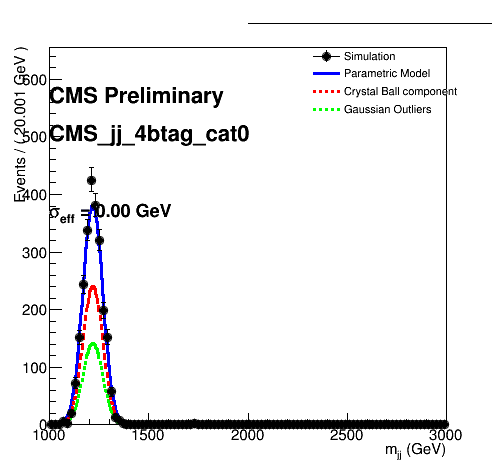 Simulation
Parametric Model
Crystal Ball component
Gaussian Outliers
CMS Preliminary
CMS_jj_4btag_cat0
σeff = 0.00 GeV
Events / ( 20.001 GeV )
600
500
400
300
200
100
0
1000 1500 2000 2500 3000
mjj (GeV)